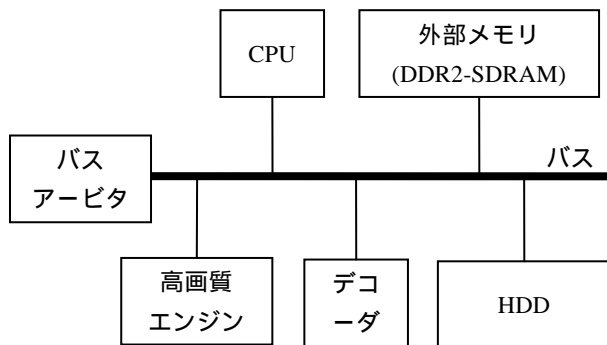 CPU
外部メモリ
(DDR2-SDRAM)
バス
アービタ
バス
高画質
エンジン
デコ
ーダ
HDD